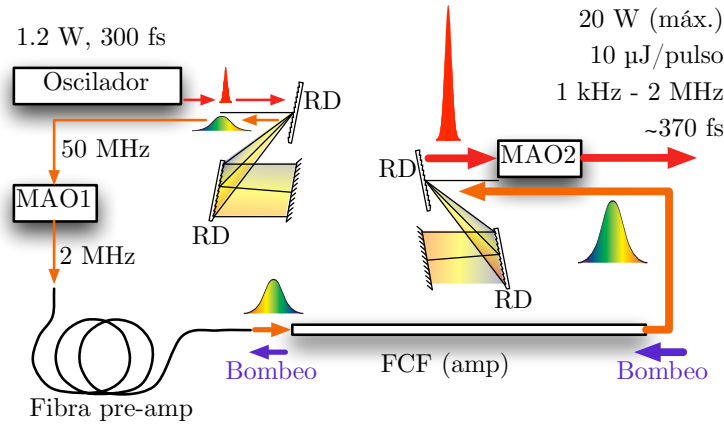 1.2 W, 300 fs
Oscilador
RD
50 MHz
MAO1
RD
2 MHz
Fibra pre-amp
Bombeo
FCF (amp)
Bombeo
20 W (máx.)
10 µJ/pulso
1 kHz - 2 MHz
~370 fs
RD
MAO2
RD